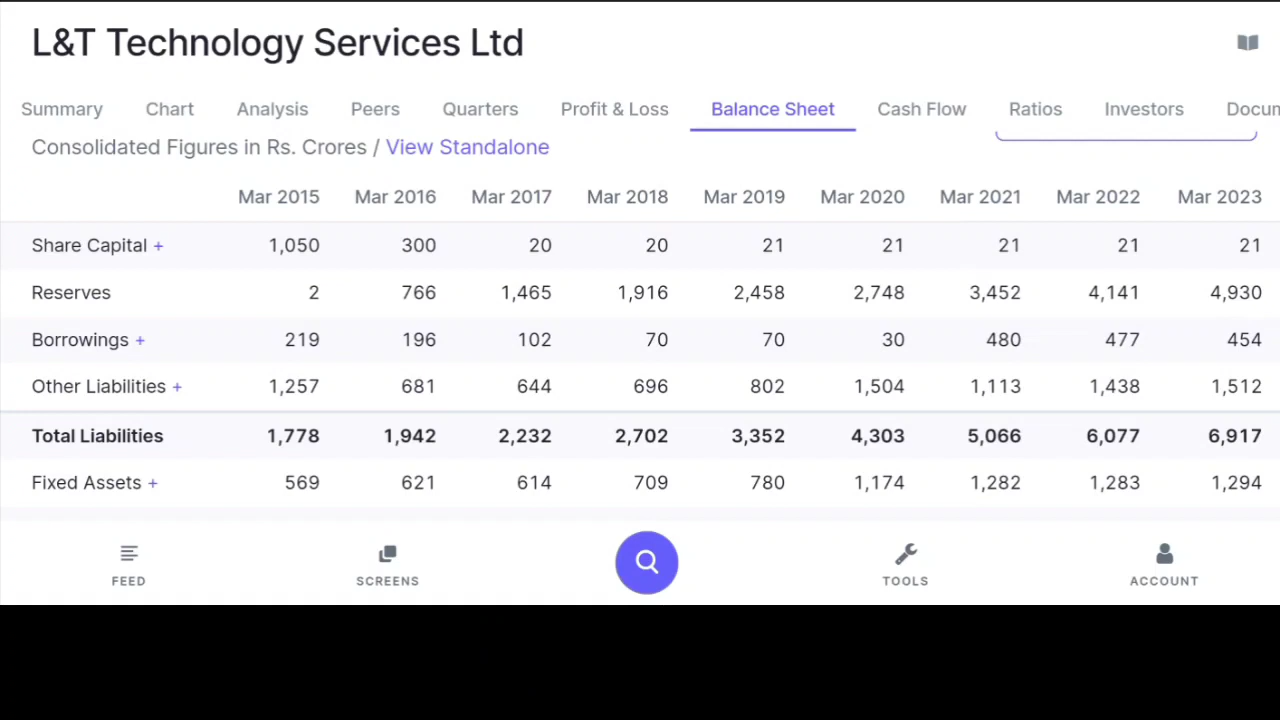 L&T Technology Services Ltd
Summary Chart Analysis Peers Quarters Profit & Loss Balance Sheet Cash Flow Ratios Investors Docum
Consolidated Figures in Rs. Crores / View Standalone
Mar 2015 Mar 2016 Mar 2017 Mar 2018 Mar 2019 Mar 2020 Mar 2021 Mar 2022 Mar 2023
Share Capital + 1,050 300 20 20 21 21 21 21 21
Reserves 2 766 1,465 1,916 2,458 2,748 3,452 4,141 4,930
Borrowings + 219 196 102 70 70 30 480 477 454
Other Liabilities + 1,257 681 644 696 802 1,504 1,113 1,438 1,512
Total Liabilities 1,778 1,942 2,232 2,702 3,352 4,303 5,066 6,077 6,917
Fixed Assets + 569 621 614 709 780 1,174 1,282 1,283 1,294
FEED SCREENS TOOLS ACCOUNT